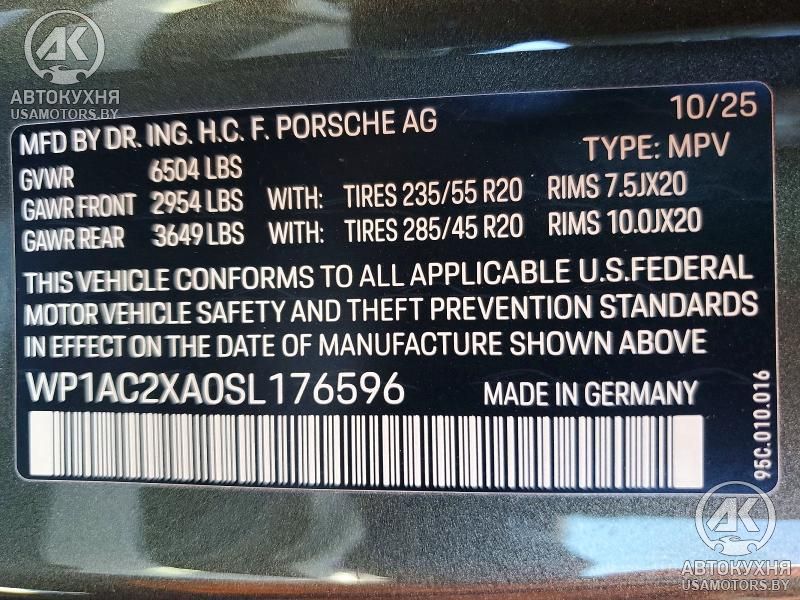 AK
АВТОКУХНЯ
USAMOTORS.BY
10/25
MFD BY DR. ING. H.C. F. PORSCHE AG
TYPE: MPV
GVWR 6504 LBS
GAWR FRONT 2954 LBS WITH: TIRES 235/55 R20 RIMS 7.5JX20
GAWR REAR 3649 LBS WITH: TIRES 285/45 R20 RIMS 10.0JX20
THIS VEHICLE CONFORMS TO ALL APPLICABLE U.S.FEDERAL
MOTOR VEHICLE SAFETY AND THEFT PREVENTION STANDARDS
IN EFFECT ON THE DATE OF MANUFACTURE SHOWN ABOVE
WP1AC2XA0SL176596 MADE IN GERMANY
95C.010.016
AK
АВТОКУХНЯ
USAMOTORS.BY